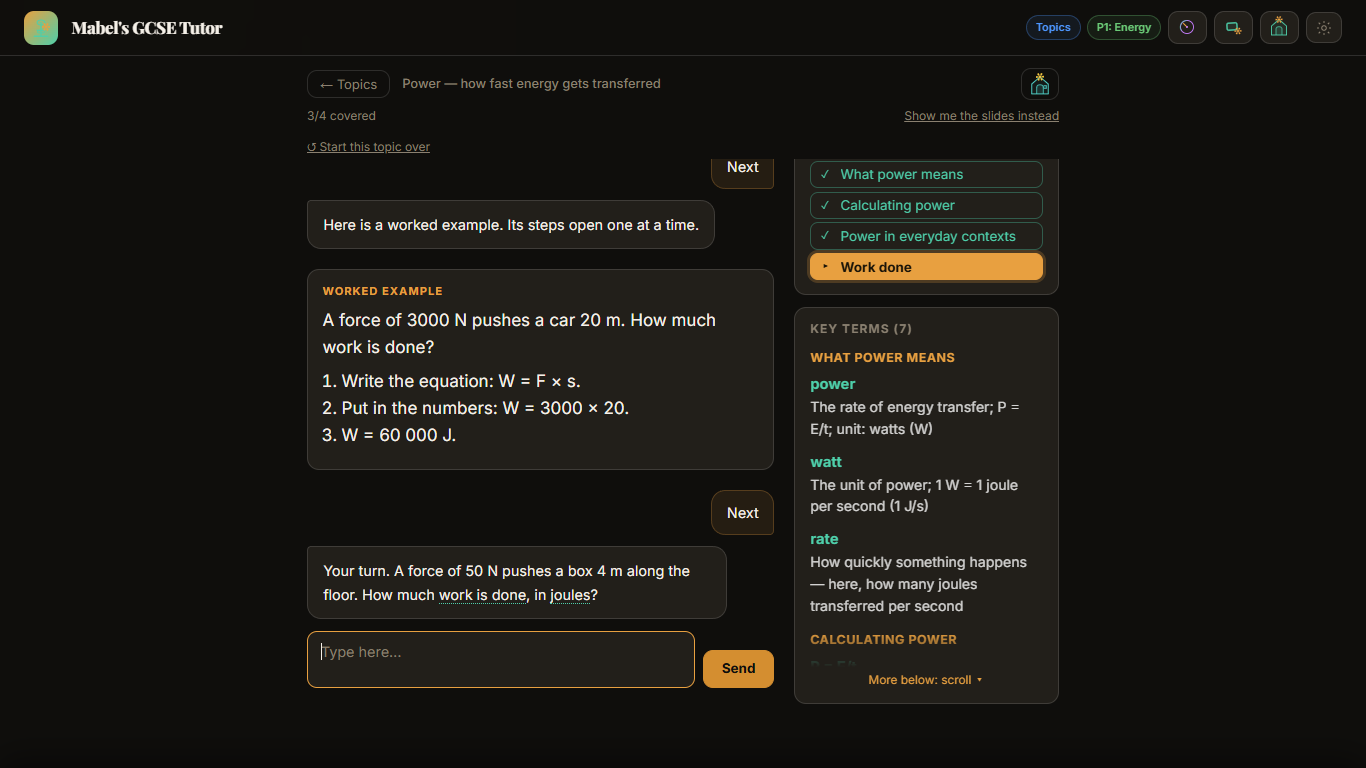 Mabel's GCSE Tutor
Topics
P1: Energy
← Topics
Power — how fast energy gets transferred
3/4 covered
Show me the slides instead
↺ Start this topic over
Next
Here is a worked example. Its steps open one at a time.
WORKED EXAMPLE
A force of 3000 N pushes a car 20 m. How much
work is done?
1. Write the equation: W = F × s.
2. Put in the numbers: W = 3000 × 20.
3. W = 60 000 J.
Next
Your turn. A force of 50 N pushes a box 4 m along the
floor. How much work is done, in joules?
Type here...
Send
✓ What power means
✓ Calculating power
✓ Power in everyday contexts
▸ Work done
KEY TERMS (7)
WHAT POWER MEANS
power
The rate of energy transfer; P =
E/t; unit: watts (W)
watt
The unit of power; 1 W = 1 joule
per second (1 J/s)
rate
How quickly something happens
— here, how many joules
transferred per second
CALCULATING POWER
More below: scroll ▾